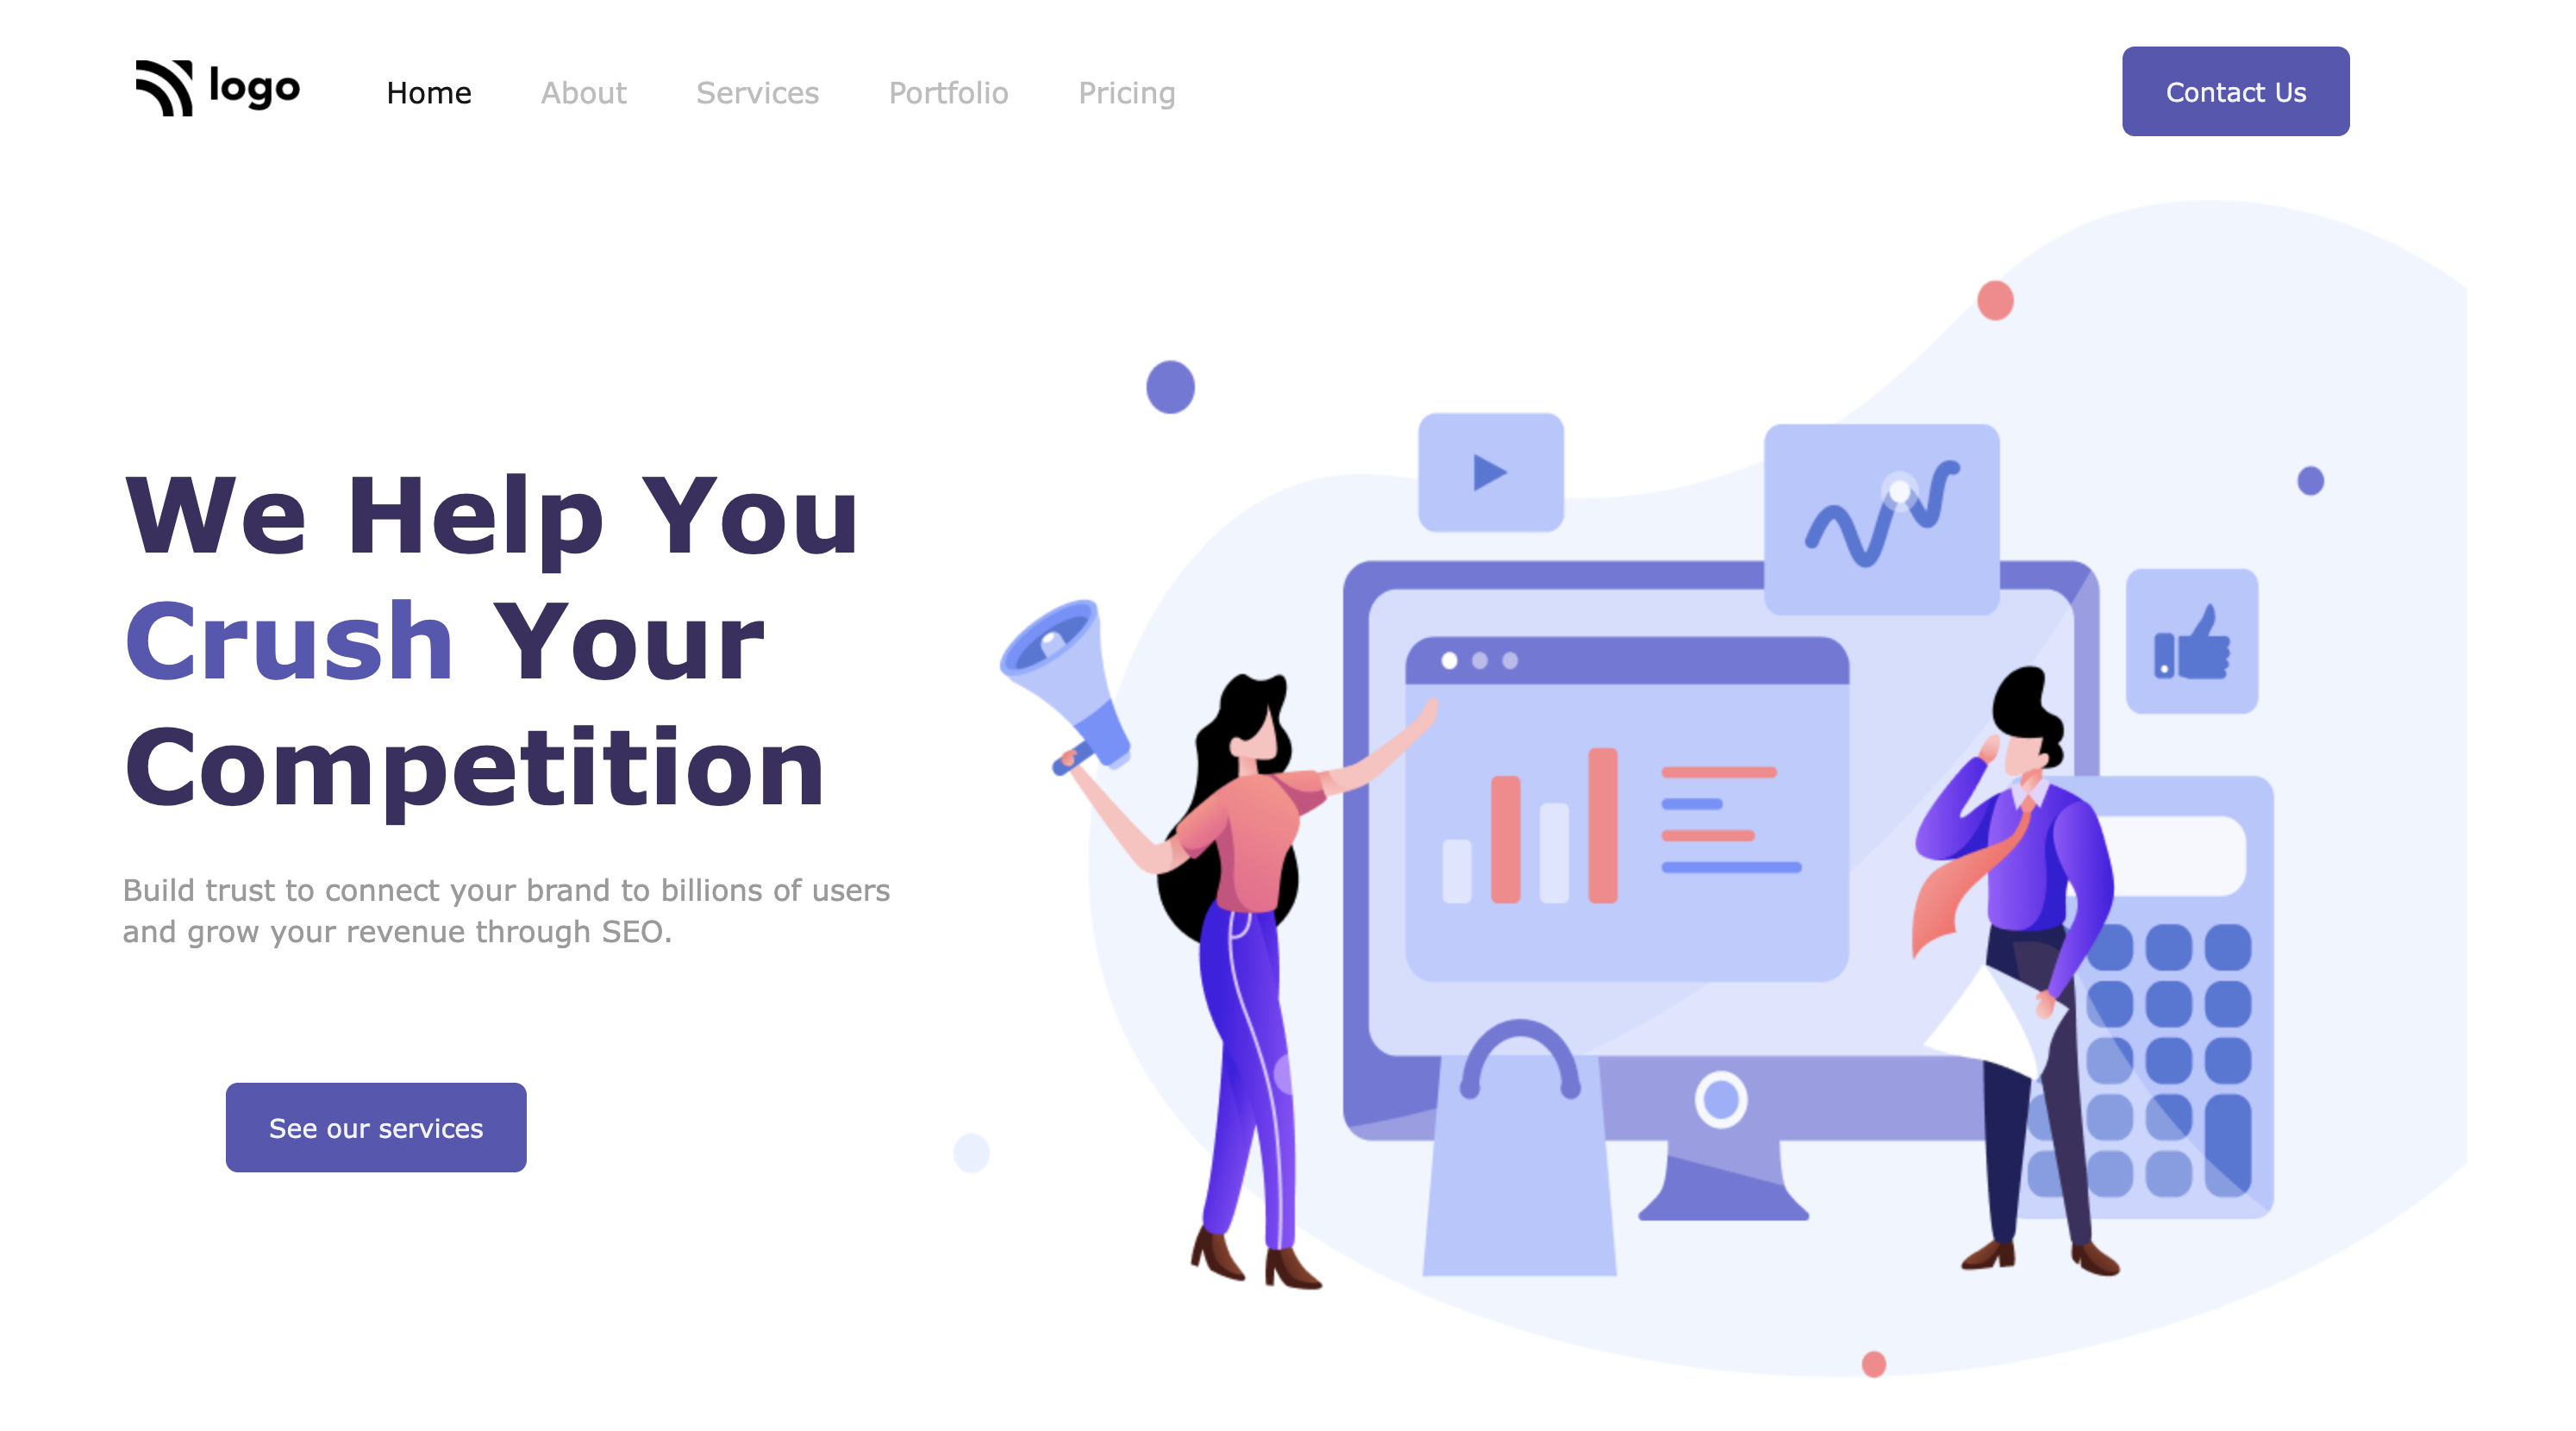 logo
Home About Services Portfolio Pricing
Contact Us
We Help You
Crush Your
Competition
Build trust to connect your brand to billions of users
and grow your revenue through SEO.
See our services